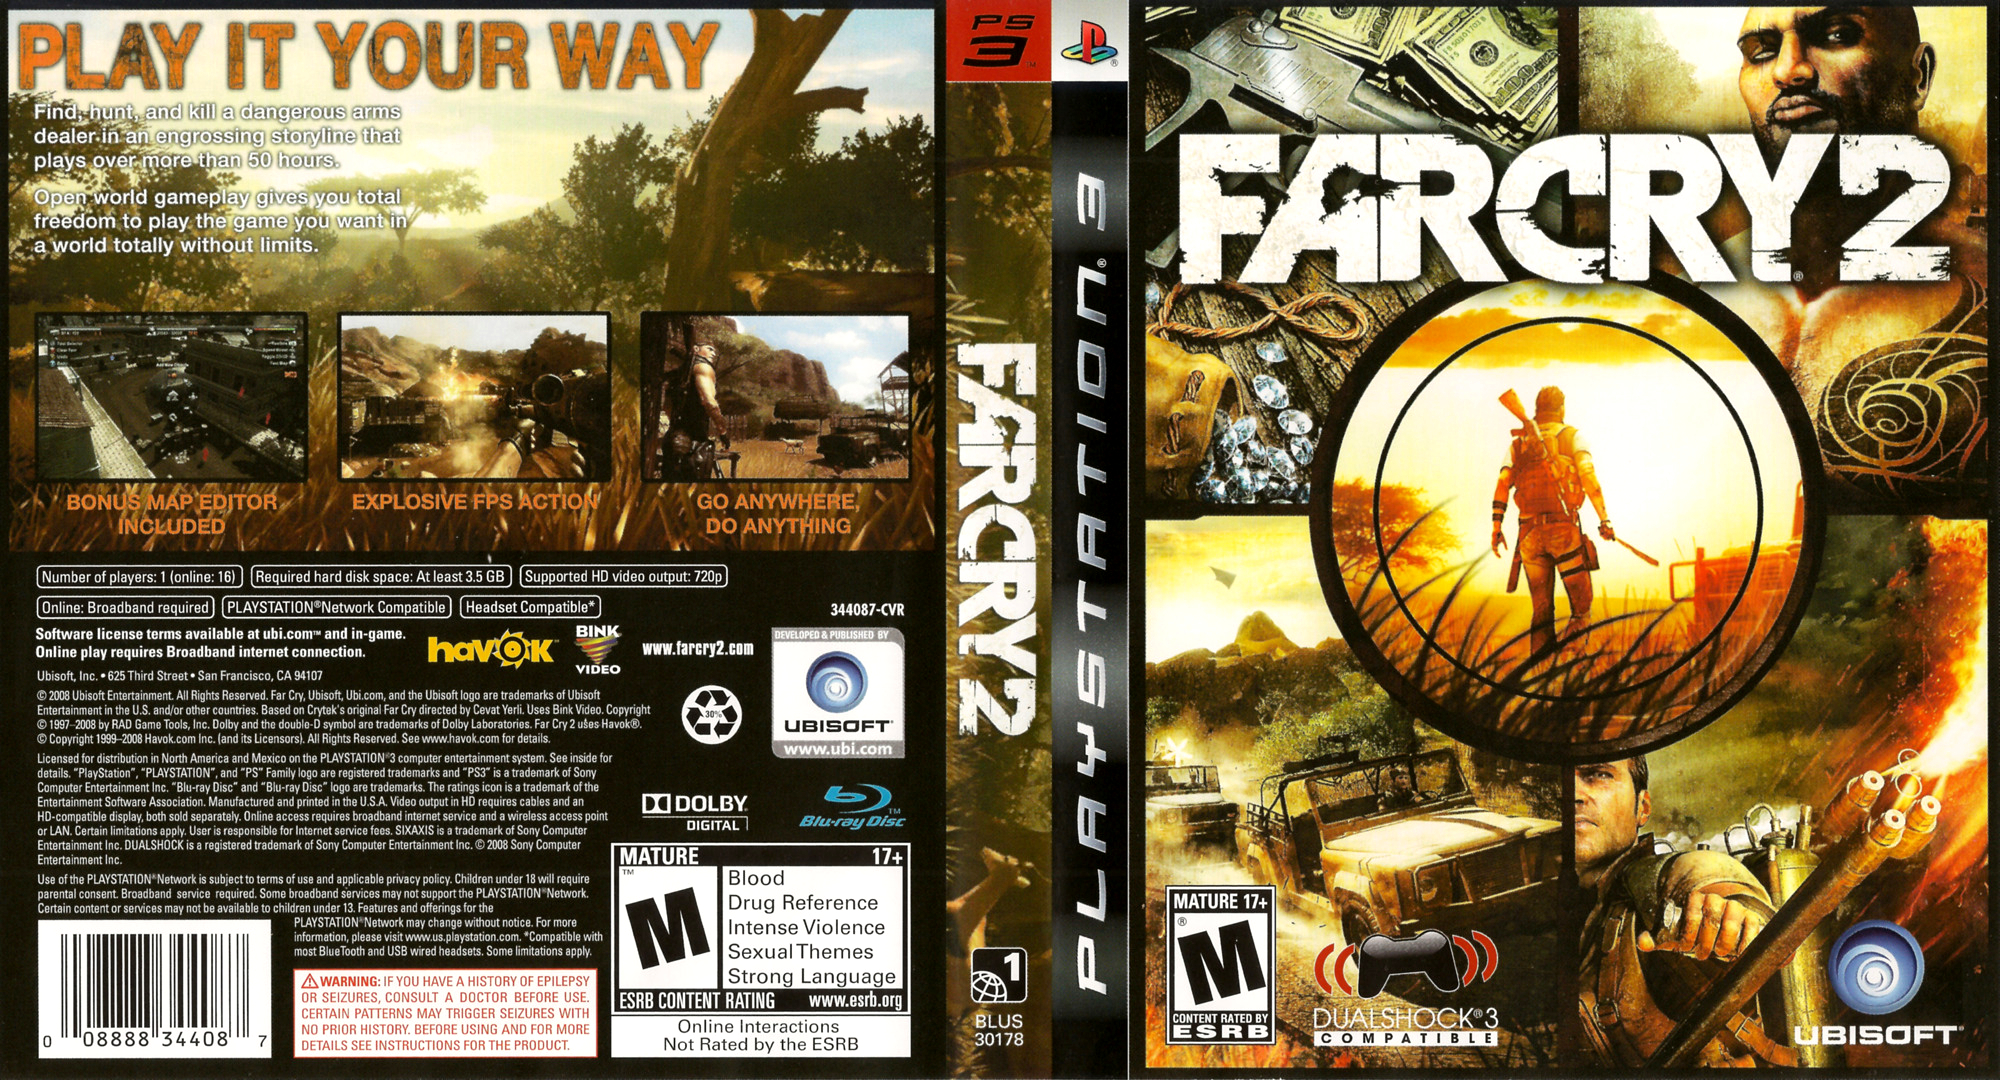 PLAY IT YOUR WAY
Find, hunt, and kill a dangerous arms
dealer in an engrossing storyline that
plays over more than 50 hours.
Open world gameplay gives you total
freedom to play the game you want in
a world totally without limits.
BONUS MAP EDITOR
INCLUDED
EXPLOSIVE FPS ACTION
GO ANYWHERE,
DO ANYTHING
Number of players: 1 (online: 16)
Required hard disk space: At least 3.5 GB
Supported HD video output: 720p
Online: Broadband required
PLAYSTATION®Network Compatible
Headset Compatible*
344087-CVR
Software license terms available at ubi.com™ and in-game.
Online play requires Broadband internet connection.
havok™
BINK
VIDEO
www.farcry2.com
DEVELOPED & PUBLISHED BY
UBISOFT®
www.ubi.com
Ubisoft, Inc. • 625 Third Street • San Francisco, CA 94107
© 2008 Ubisoft Entertainment. All Rights Reserved. Far Cry, Ubisoft, Ubi.com, and the Ubisoft logo are trademarks of Ubisoft
Entertainment in the U.S. and/or other countries. Based on Crytek's original Far Cry directed by Cevat Yerli. Uses Bink Video. Copyright
© 1997–2008 by RAD Game Tools, Inc. Dolby and the double-D symbol are trademarks of Dolby Laboratories. Far Cry 2 uses Havok®.
© Copyright 1999–2008 Havok.com Inc. (and its Licensors). All Rights Reserved. See www.havok.com for details.
30%
Licensed for distribution in North America and Mexico on the PLAYSTATION®3 computer entertainment system. See inside for
details. "PlayStation", "PLAYSTATION", and "PS" Family logo are registered trademarks and "PS3" is a trademark of Sony
Computer Entertainment Inc. "Blu-ray Disc" and "Blu-ray Disc" logo are trademarks. The ratings icon is a trademark of the
Entertainment Software Association. Manufactured and printed in the U.S.A. Video output in HD requires cables and an
HD-compatible display, both sold separately. Online access requires broadband internet service and a wireless access point
or LAN. Certain limitations apply. User is responsible for Internet service fees. SIXAXIS is a trademark of Sony Computer
Entertainment Inc. DUALSHOCK is a registered trademark of Sony Computer Entertainment Inc. © 2008 Sony Computer
Entertainment Inc.
DOLBY
DIGITAL
Blu-ray Disc™
Use of the PLAYSTATION®Network is subject to terms of use and applicable privacy policy. Children under 18 will require
parental consent. Broadband service required. Some broadband services may not support the PLAYSTATION®Network.
Certain content or services may not be available to children under 13. Features and offerings for the
PLAYSTATION®Network may change without notice. For more
information, please visit www.us.playstation.com. *Compatible with
most BlueTooth and USB wired headsets. Some limitations apply.
0 08888 34408 7
WARNING: IF YOU HAVE A HISTORY OF EPILEPSY
OR SEIZURES, CONSULT A DOCTOR BEFORE USE.
CERTAIN PATTERNS MAY TRIGGER SEIZURES WITH
NO PRIOR HISTORY. BEFORE USING AND FOR MORE
DETAILS SEE INSTRUCTIONS FOR THE PRODUCT.
MATURE 17+
™
M
Blood
Drug Reference
Intense Violence
Sexual Themes
Strong Language
ESRB CONTENT RATING www.esrb.org
Online Interactions
Not Rated by the ESRB
PS3™
FARCRY2
1
BLUS
30178
PLAYSTATION®3
FARCRY2®
MATURE 17+
®
M
CONTENT RATED BY
ESRB
DUALSHOCK®3
COMPATIBLE
UBISOFT®